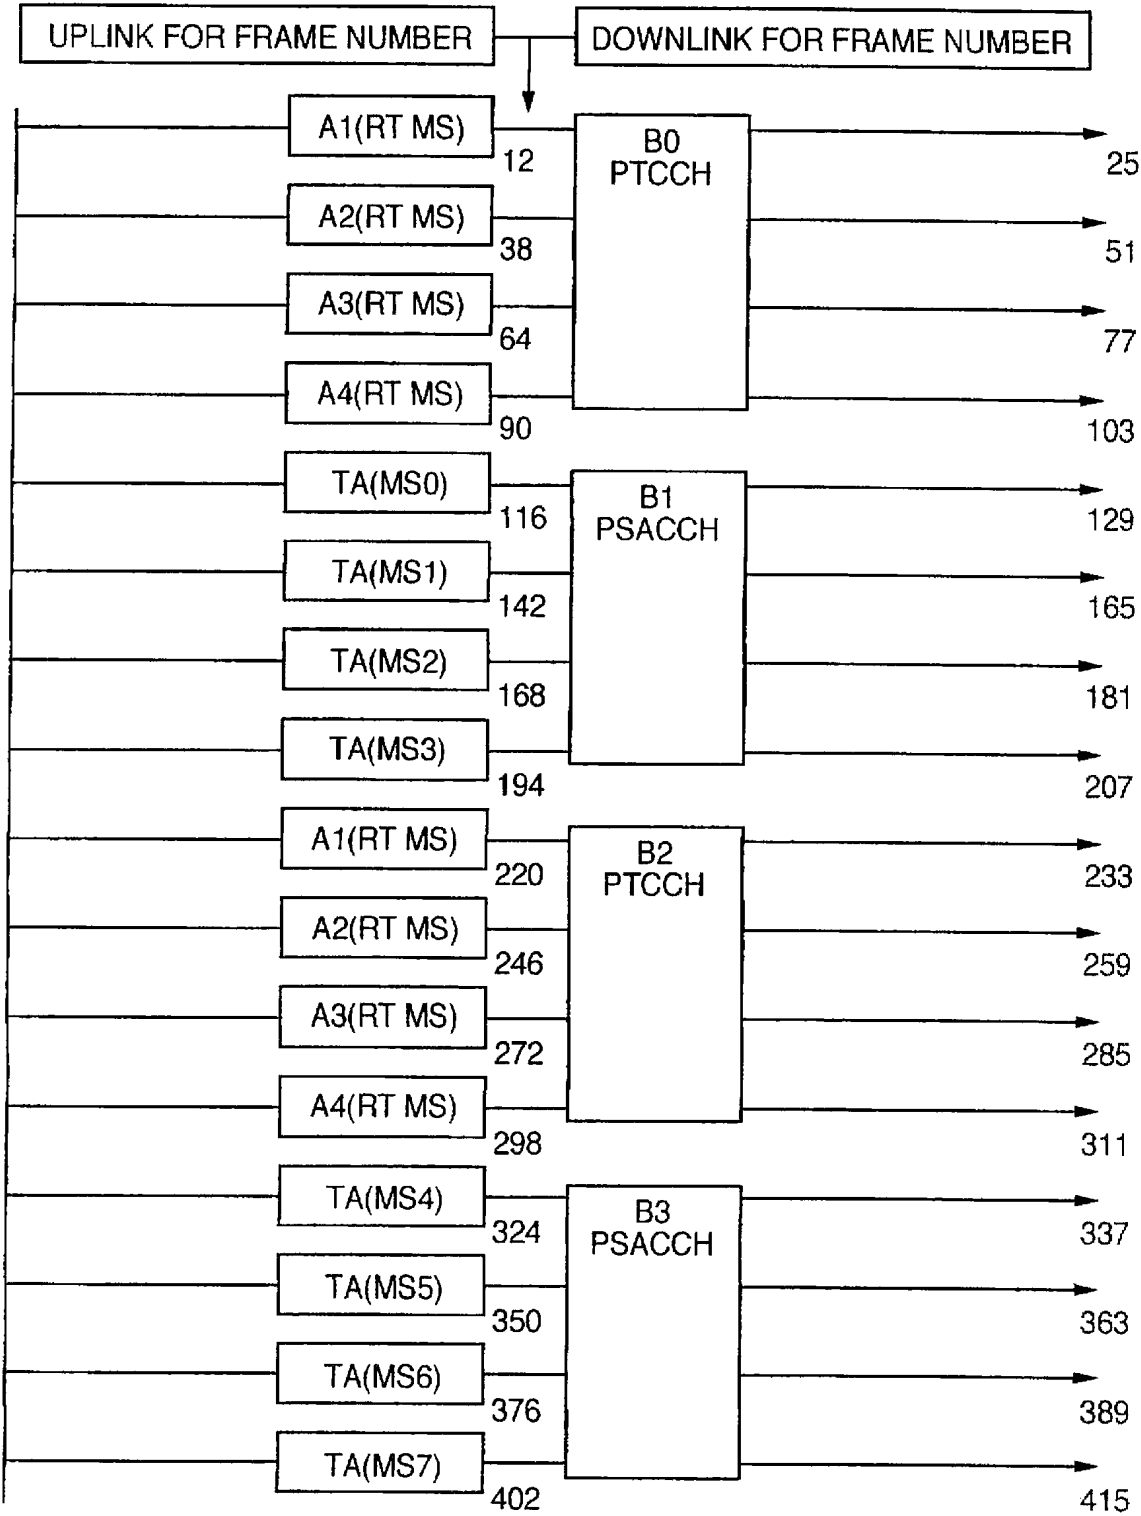 UPLINK FOR FRAME NUMBER
DOWNLINK FOR FRAME NUMBER
A1(RT MS)
12
B0
PTCCH
25
A2(RT MS)
38
51
A3(RT MS)
64
77
A4(RT MS)
90
103
TA(MS0)
116
B1
PSACCH
129
TA(MS1)
142
165
TA(MS2)
168
181
TA(MS3)
194
207
A1(RT MS)
220
B2
PTCCH
233
A2(RT MS)
246
259
A3(RT MS)
272
285
A4(RT MS)
298
311
TA(MS4)
324
B3
PSACCH
337
TA(MS5)
350
363
TA(MS6)
376
389
TA(MS7)
402
415